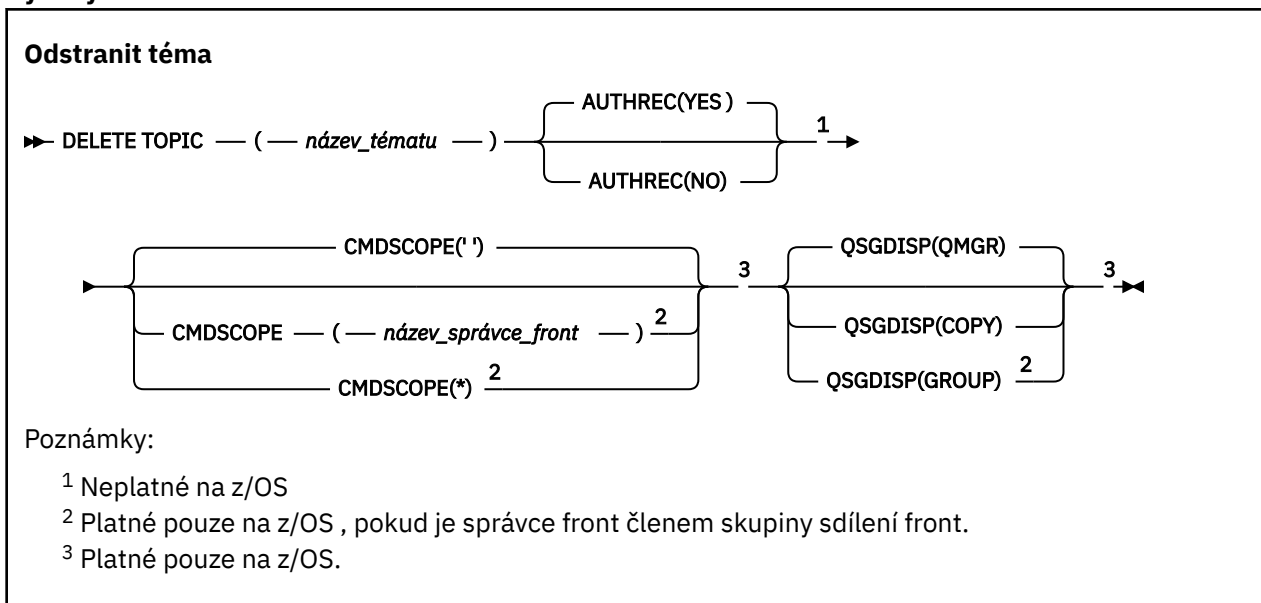 Odstranit téma
AUTHREC(YES )
DELETE TOPIC ( název_tématu ) 1
AUTHREC(NO)
CMDSCOPE(' ') QSGDISP(QMGR)
3 3
CMDSCOPE ( název_správce_front ) 2 QSGDISP(COPY)
CMDSCOPE(*) 2 QSGDISP(GROUP) 2
Poznámky:
1 Neplatné na z/OS
2 Platné pouze na z/OS , pokud je správce front členem skupiny sdílení front.
3 Platné pouze na z/OS.